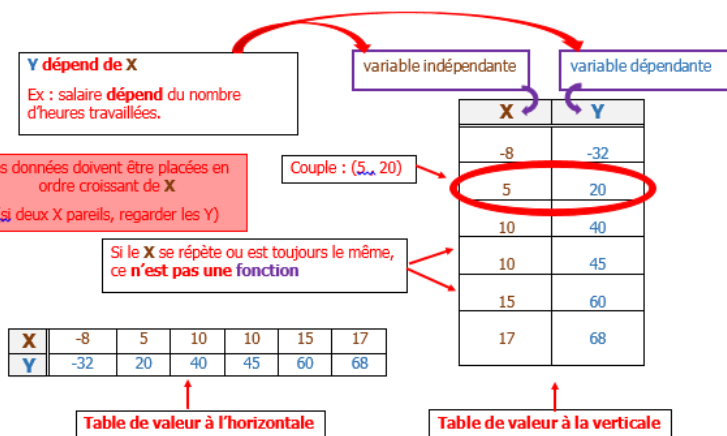 Y dépend de X
Ex : salaire dépend du nombre
d'heures travaillées.
variable indépendante
variable dépendante
s données doivent être placées en
ordre croissant de X
(si deux X pareils, regarder les Y)
Couple : (5,, 20)
Si le X se répète ou est toujours le même,
ce n'est pas une fonction
X Y
-8 -32
5 20
10 40
10 45
15 60
17 68
X -8 5 10 10 15 17
Y -32 20 40 45 60 68
Table de valeur à l'horizontale
Table de valeur à la verticale